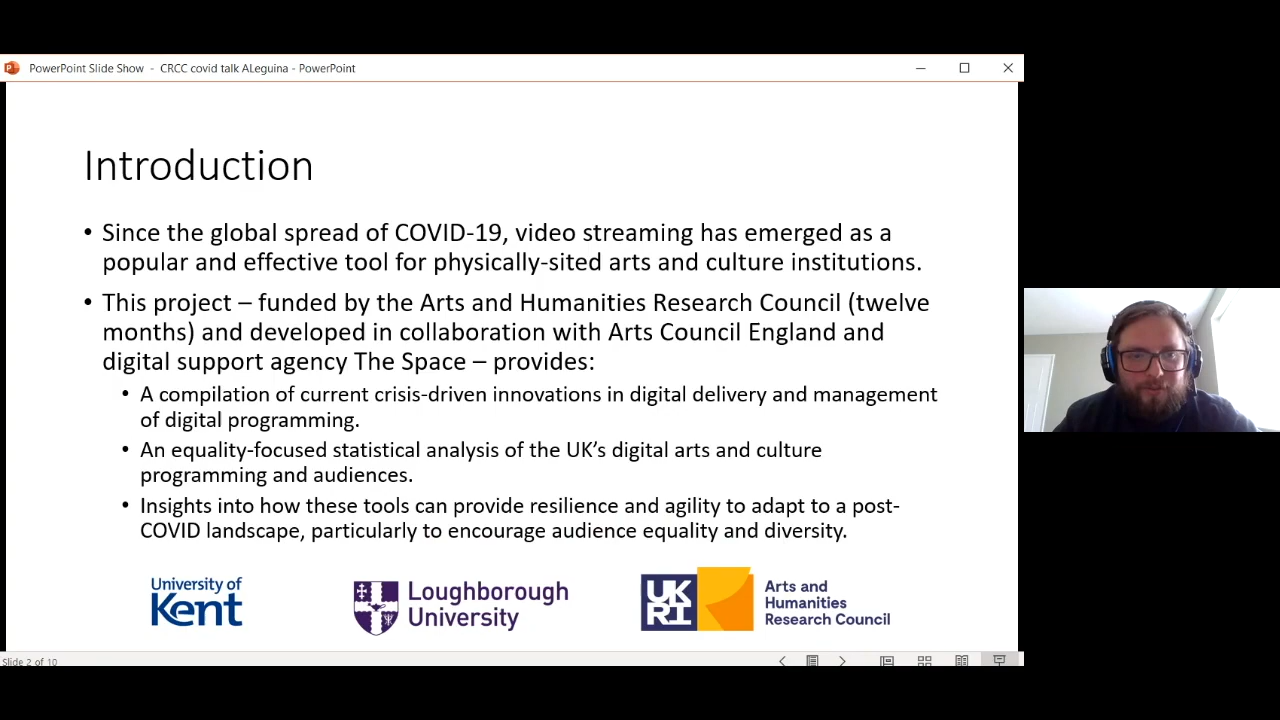 PowerPoint Slide Show - CRCC covid talk ALeguina - PowerPoint
Introduction
• Since the global spread of COVID-19, video streaming has emerged as a
popular and effective tool for physically-sited arts and culture institutions.
• This project – funded by the Arts and Humanities Research Council (twelve
months) and developed in collaboration with Arts Council England and
digital support agency The Space – provides:
• A compilation of current crisis-driven innovations in digital delivery and management
of digital programming.
• An equality-focused statistical analysis of the UK’s digital arts and culture
programming and audiences.
• Insights into how these tools can provide resilience and agility to adapt to a post-
COVID landscape, particularly to encourage audience equality and diversity.
University of
Kent
Loughborough
University
UK
RI
Arts and
Humanities
Research Council
Slide 2 of 10